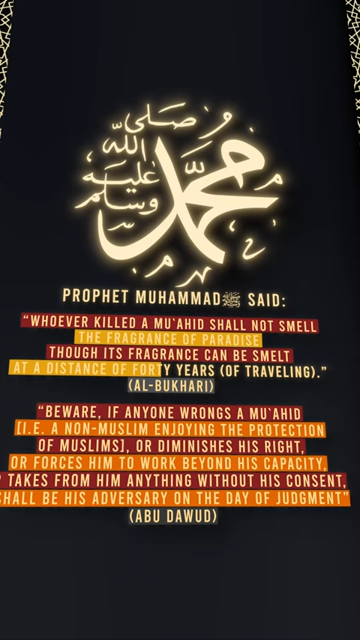 محمد
صلى الله عليه وسلم
PROPHET MUHAMMADﷺ SAID:
“WHOEVER KILLED A MU`AHID SHALL NOT SMELL
THE FRAGRANCE OF PARADISE
THOUGH ITS FRAGRANCE CAN BE SMELT
AT A DISTANCE OF FORTY YEARS (OF TRAVELING).”
(AL-BUKHARI)
“BEWARE, IF ANYONE WRONGS A MU`AHID
[I.E. A NON-MUSLIM ENJOYING THE PROTECTION
OF MUSLIMS], OR DIMINISHES HIS RIGHT,
OR FORCES HIM TO WORK BEYOND HIS CAPACITY,
TAKES FROM HIM ANYTHING WITHOUT HIS CONSENT,
SHALL BE HIS ADVERSARY ON THE DAY OF JUDGMENT”
(ABU DAWUD)